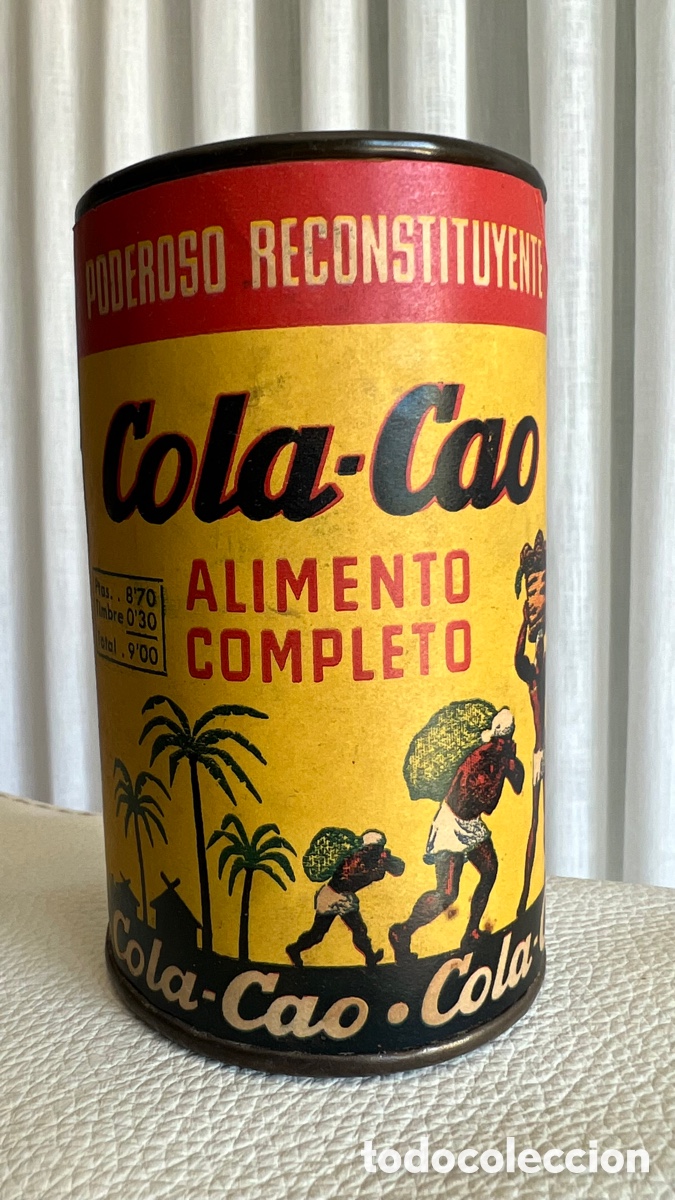 PODEROSO RECONSTITUYENTE
Cola-Cao
ALIMENTO
COMPLETO
Ptas. . 8'70
Timbre 0'30
Total . 9'00
Cola-Cao • Cola-
todocoleccion